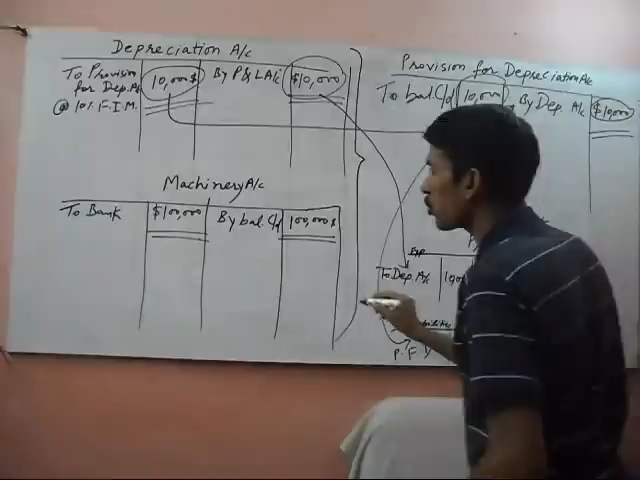 Depreciation A/c
To Provision
for Dep. A/c
@ 10% F.I.M.
10,000$
By P & L A/c
$10,000
Provision for Depreciation A/c
To bal. C/d
10,000
By Dep. A/c
$10,000
Machinery A/c
To Bank
$100,000
By bal. C/d
100,000$
Exp
To Dep. A/c
P. F. D